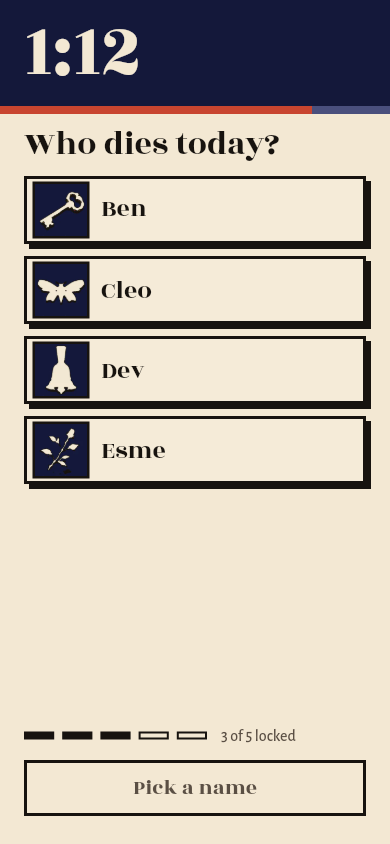 1:12
Who dies today?
Ben
Cleo
Dev
Esme
3 of 5 locked
Pick a name